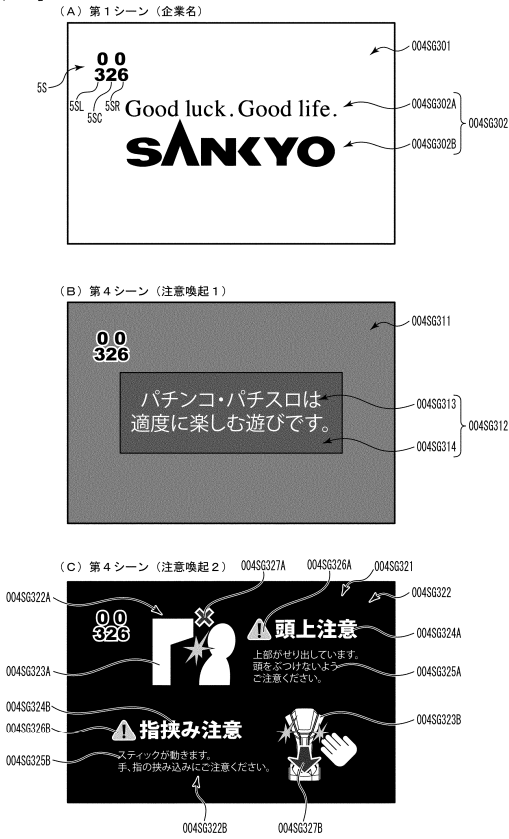 (A) 第1シーン (企業名)
004SG301
00
326
5S
5SL
5SC
5SR
Good luck. Good life.
004SG302A
004SG302
SANKYO
004SG302B
(B) 第4シーン (注意喚起1)
004SG311
00
326
パチンコ・パチスロは
適度に楽しむ遊びです。
004SG313
004SG312
004SG314
(C) 第4シーン (注意喚起2)
004SG327A
004SG326A
004SG321
004SG322A
004SG322
00
326
頭上注意
004SG324A
上部がせり出しています。
頭をぶつけないよう
ご注意ください。
004SG323A
004SG325A
004SG324B
004SG323B
004SG326B
指挟み注意
004SG325B
スティックが動きます。
手、指の挟み込みにご注意ください。
004SG322B
004SG327B